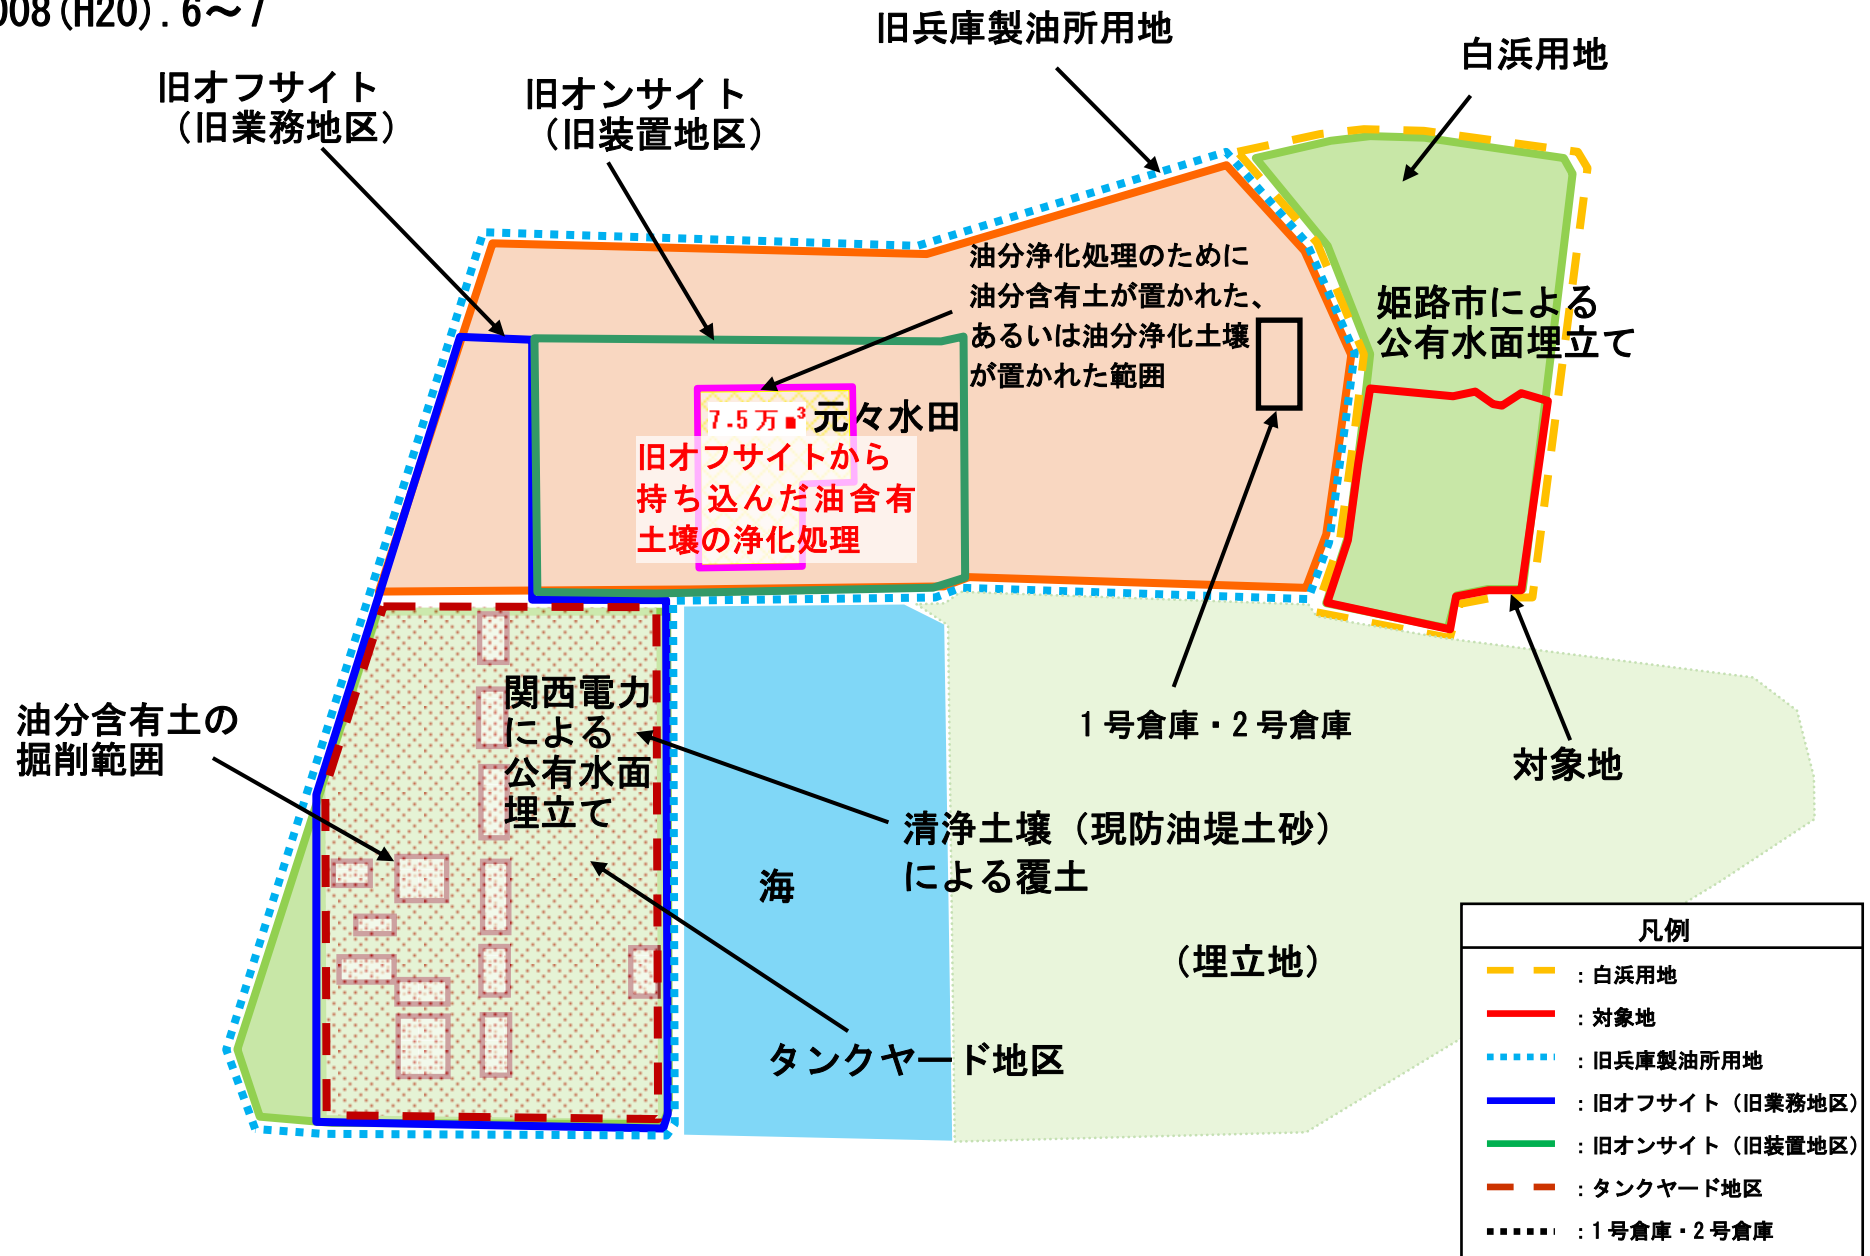 008(H20).6～7
旧兵庫製油所用地
白浜用地
旧オフサイト
（旧業務地区）
旧オンサイト
（旧装置地区）
油分浄化処理のために
油分含有土が置かれた、
あるいは油分浄化土壌
が置かれた範囲
姫路市による
公有水面埋立て
7.5万㎥
元々水田
旧オフサイトから
持ち込んだ油含有
土壌の浄化処理
油分含有土の
掘削範囲
関西電力
による
公有水面
埋立て
1号倉庫・2号倉庫
対象地
清浄土壌（現防油堤土砂）
による覆土
海
（埋立地）
タンクヤード地区
凡例
：白浜用地
：対象地
：旧兵庫製油所用地
：旧オフサイト（旧業務地区）
：旧オンサイト（旧装置地区）
：タンクヤード地区
：1号倉庫・2号倉庫